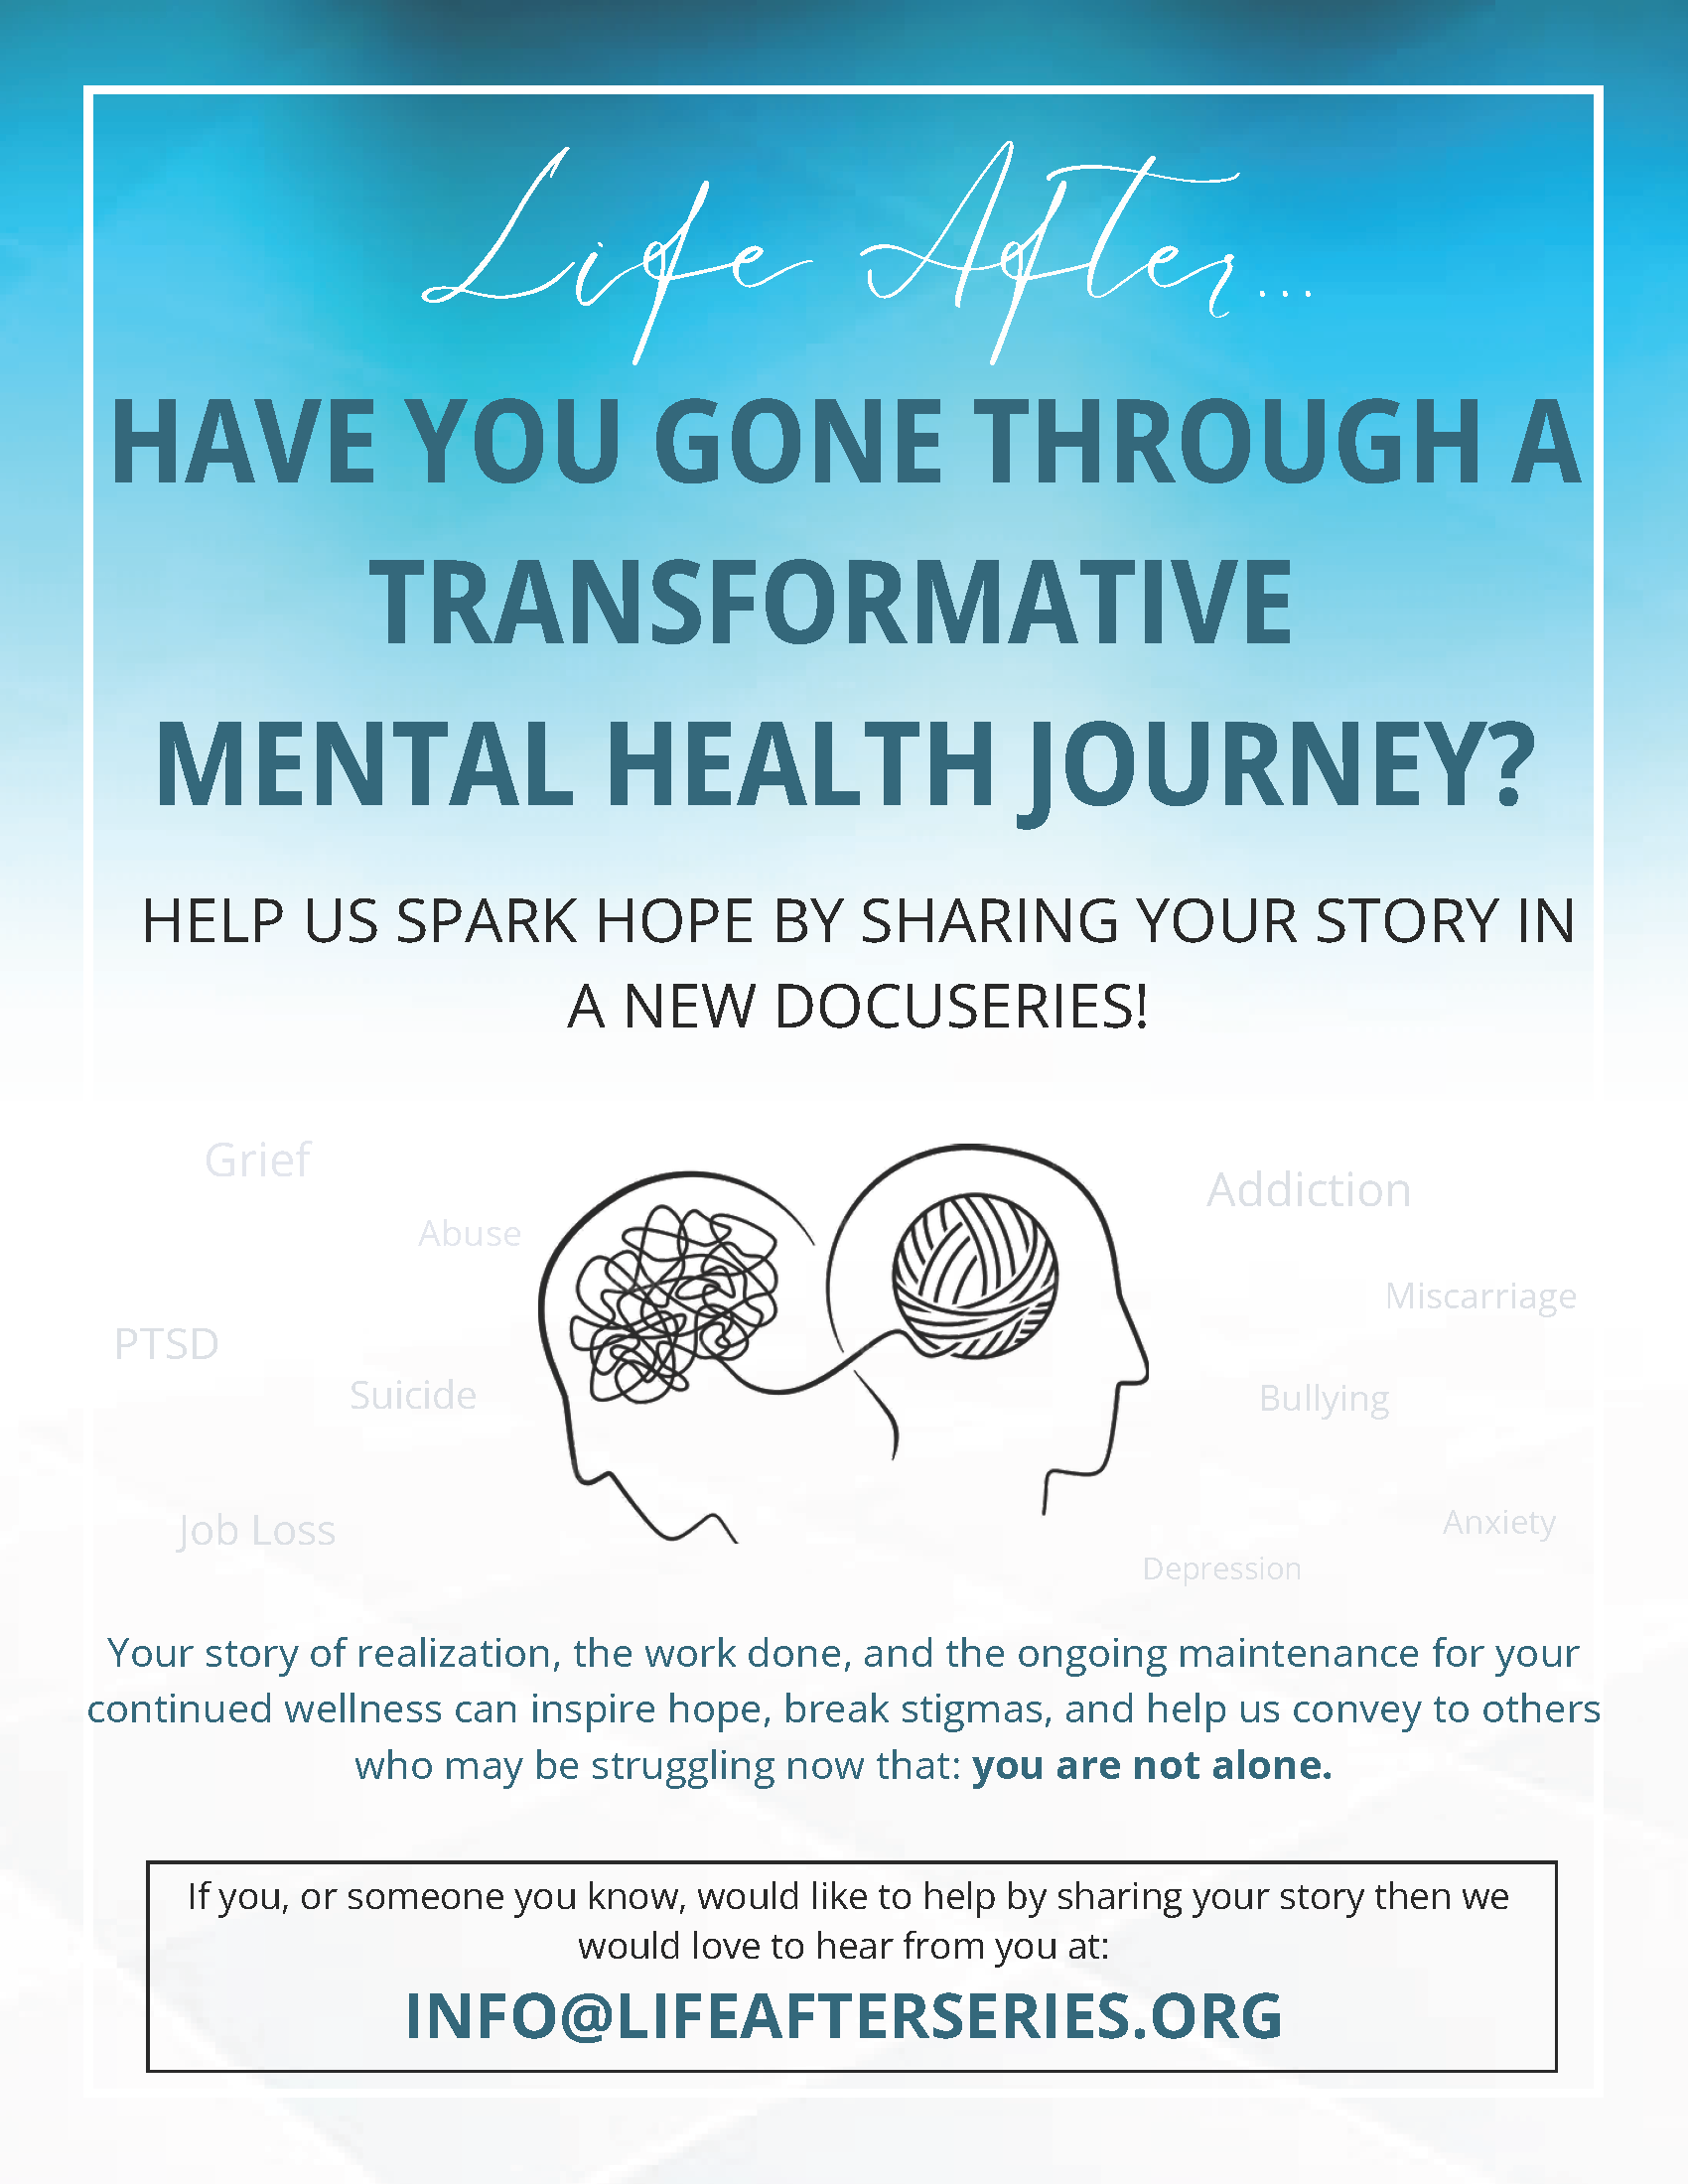 Life After...
HAVE YOU GONE THROUGH A
TRANSFORMATIVE
MENTAL HEALTH JOURNEY?
HELP US SPARK HOPE BY SHARING YOUR STORY IN
A NEW DOCUSERIES!
Grief
Addiction
Abuse
Miscarriage
PTSD
Suicide
Bullying
Job Loss
Anxiety
Depression
Your story of realization, the work done, and the ongoing maintenance for your
continued wellness can inspire hope, break stigmas, and help us convey to others
who may be struggling now that: you are not alone.
If you, or someone you know, would like to help by sharing your story then we
would love to hear from you at:
INFO@LIFEAFTERSERIES.ORG